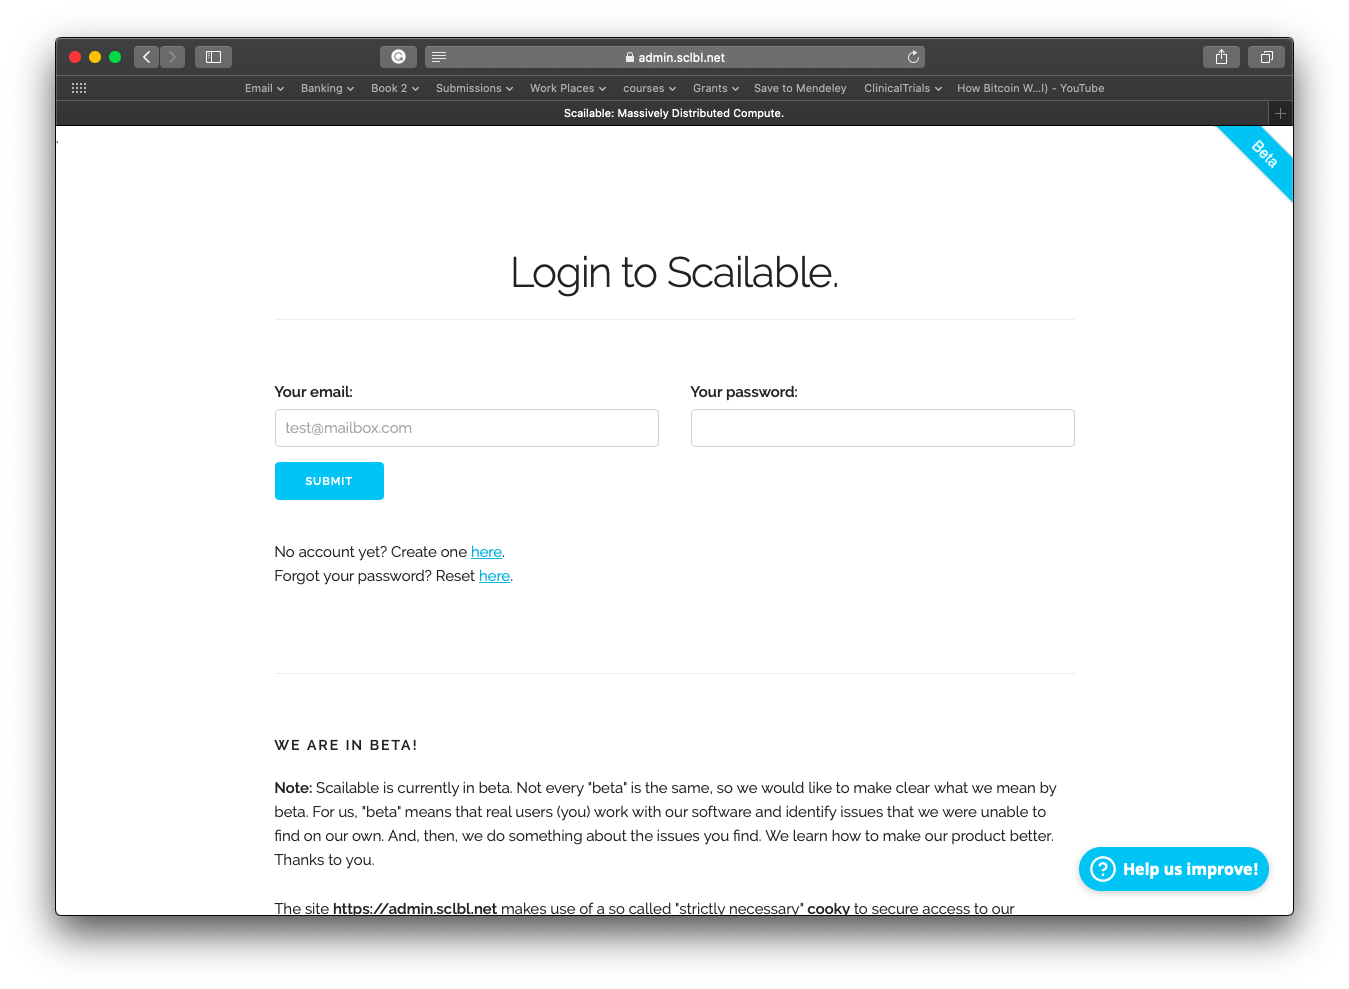 admin.sclbl.net
Email Banking Book 2 Submissions Work Places courses Grants Save to Mendeley ClinicalTrials How Bitcoin W...l) - YouTube
Scailable: Massively Distributed Compute.
.
Beta
Login to Scailable.
Your email: Your password:
test@mailbox.com
SUBMIT
No account yet? Create one here.
Forgot your password? Reset here.
WE ARE IN BETA!
Note: Scailable is currently in beta. Not every "beta" is the same, so we would like to make clear what we mean by
beta. For us, "beta" means that real users (you) work with our software and identify issues that we were unable to
find on our own. And, then, we do something about the issues you find. We learn how to make our product better.
Thanks to you.
Help us improve!
The site https://admin.sclbl.net makes use of a so called "strictly necessary" cooky to secure access to our